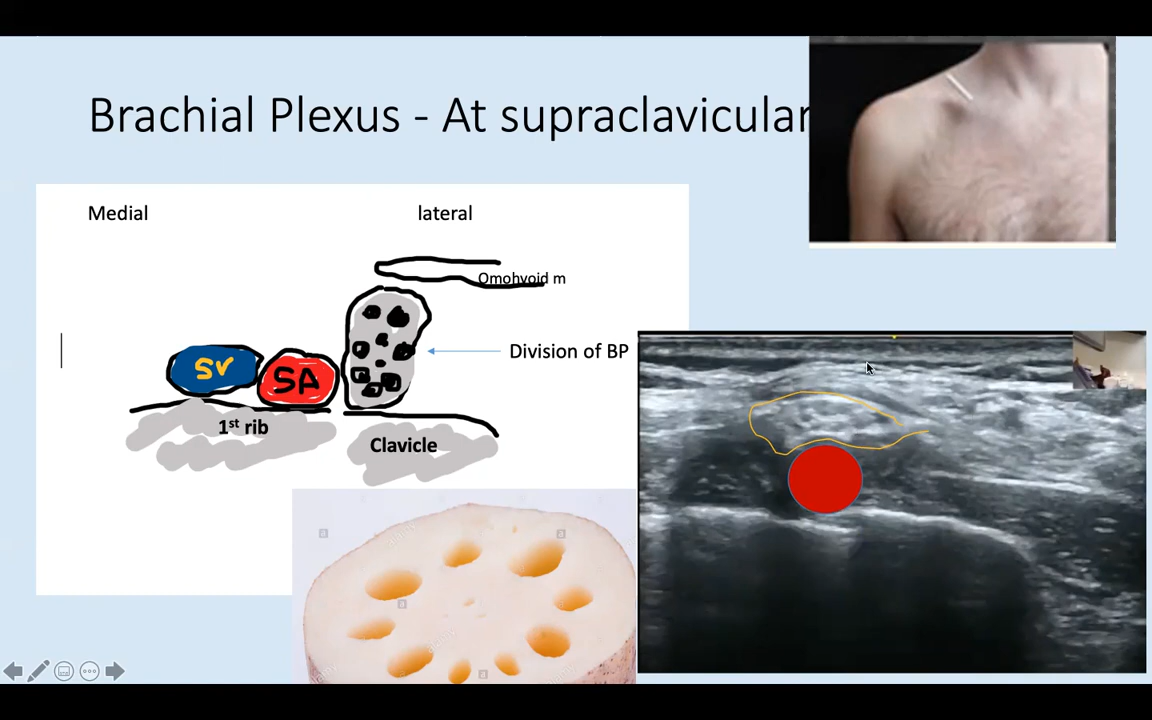 Brachial Plexus - At supraclavicular
Medial
lateral
Omohyoid m
SV
SA
Division of BP
1st rib
Clavicle
a
a
a
a